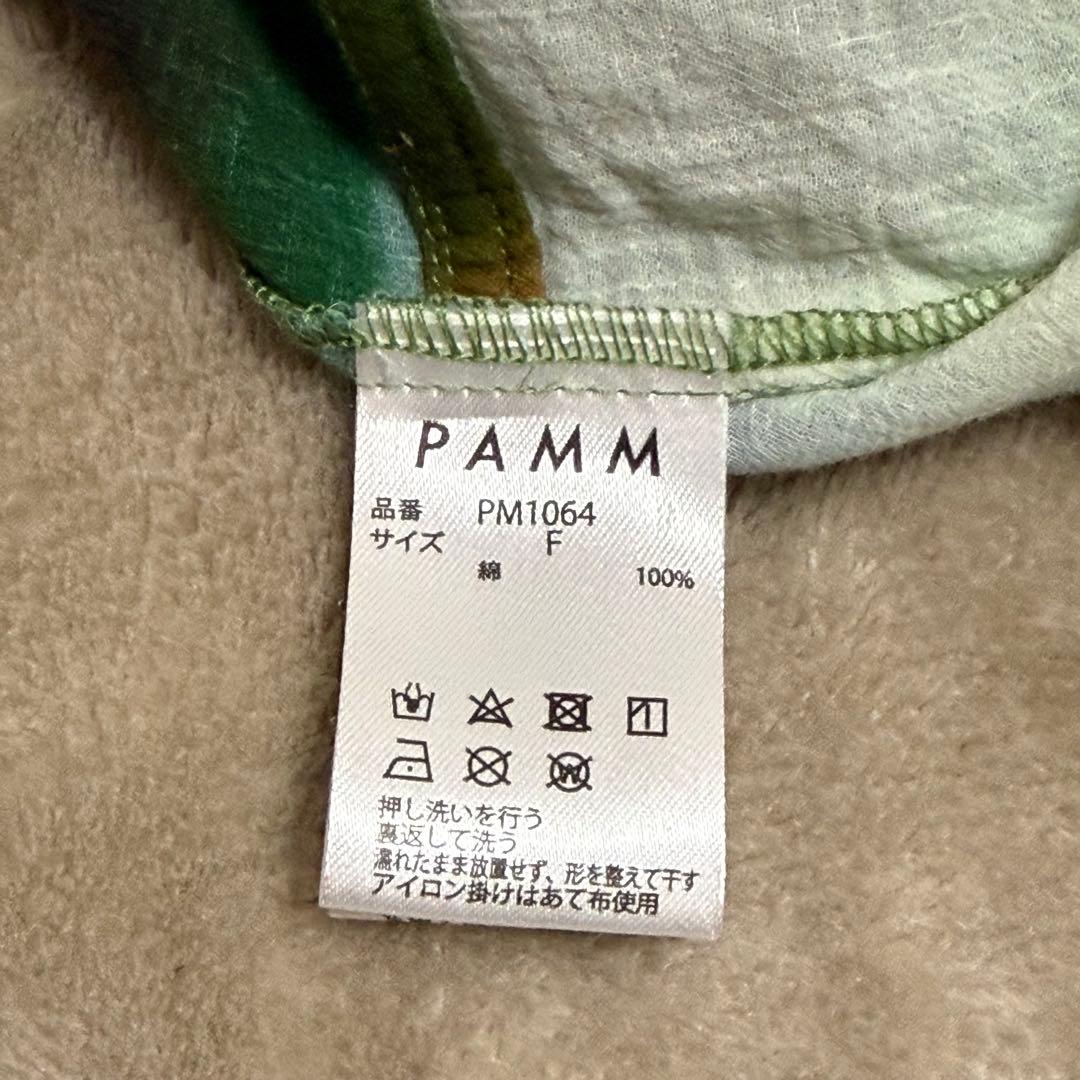 PAMM
品番 PM1064
サイズ F
綿 100%
押し洗いを行う
裏返して洗う
濡れたまま放置せず、形を整えて干す
アイロン掛けはあて布使用